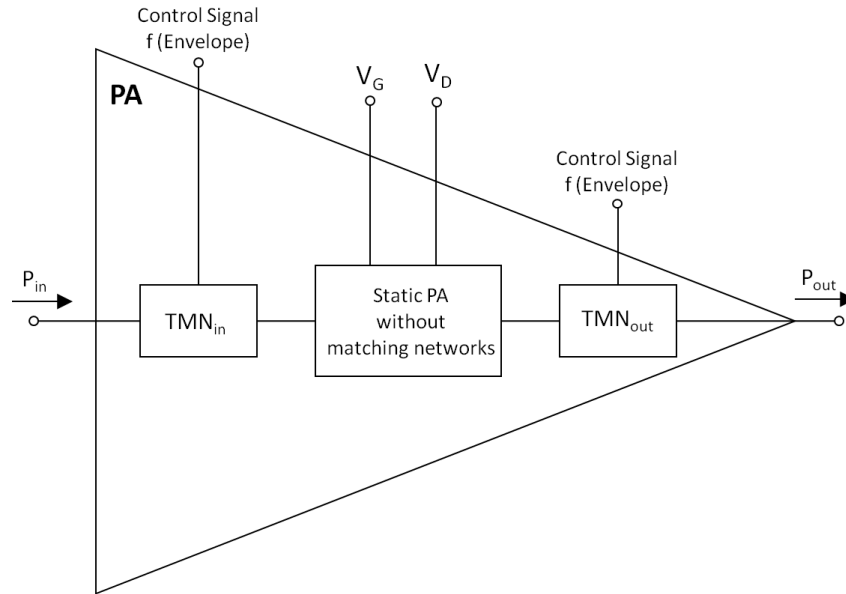 Control Signal
f (Envelope)
PA
V_G
V_D
Control Signal
f (Envelope)
P_in
P_out
TMN_in
Static PA
without
matching networks
TMN_out